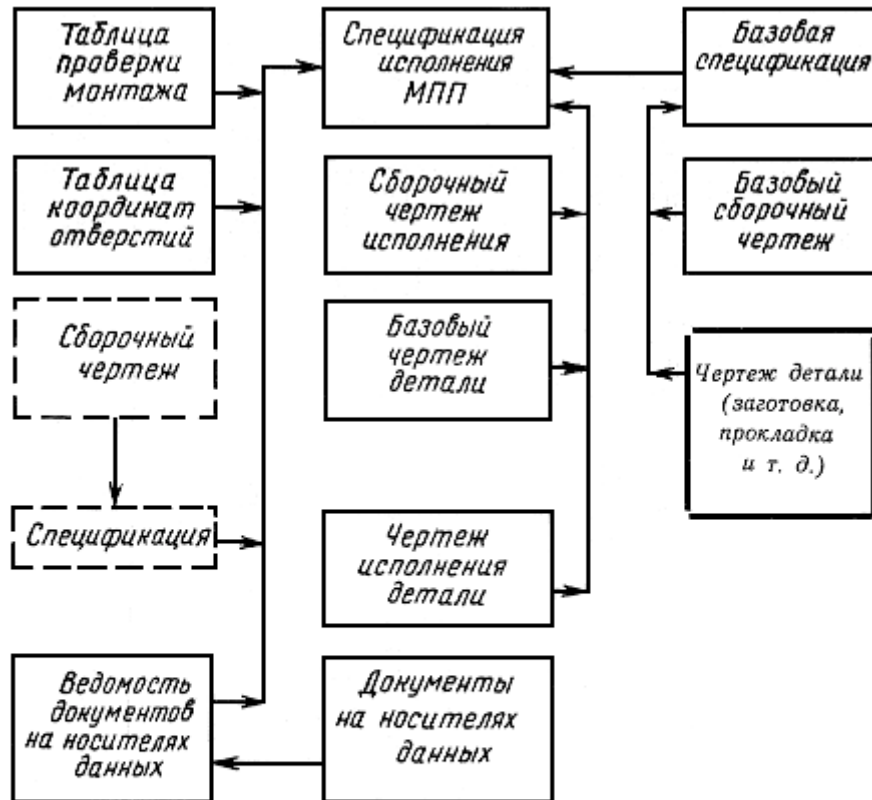 Таблица
проверки
монтажа
Спецификация
исполнения
МПП
Базовая
спецификация
Таблица
координат
отверстий
Сборочный
чертеж
исполнения
Базовый
сборочный
чертеж
Сборочный
чертеж
Базовый
чертеж
детали
Чертеж детали
(заготовка,
прокладка
и т. д.)
Спецификация
Чертеж
исполнения
детали
Ведомость
документов
на носителях
данных
Документы
на носителях
данных